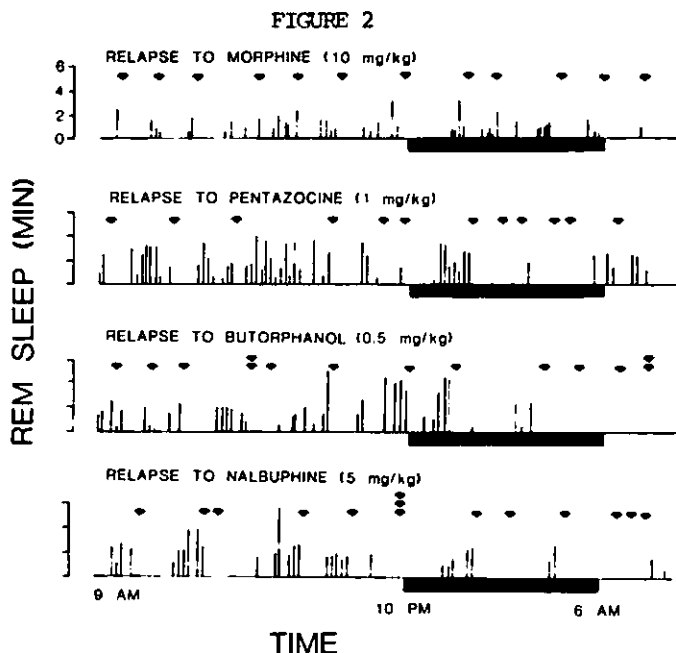 FIGURE 2
RELAPSE TO MORPHINE (10 mg/kg)
6
4
2
0
RELAPSE TO PENTAZOCINE (1 mg/kg)
REM SLEEP (MIN)
RELAPSE TO BUTORPHANOL (0.5 mg/kg)
RELAPSE TO NALBUPHINE (5 mg/kg)
9 AM 10 PM 6 AM
TIME